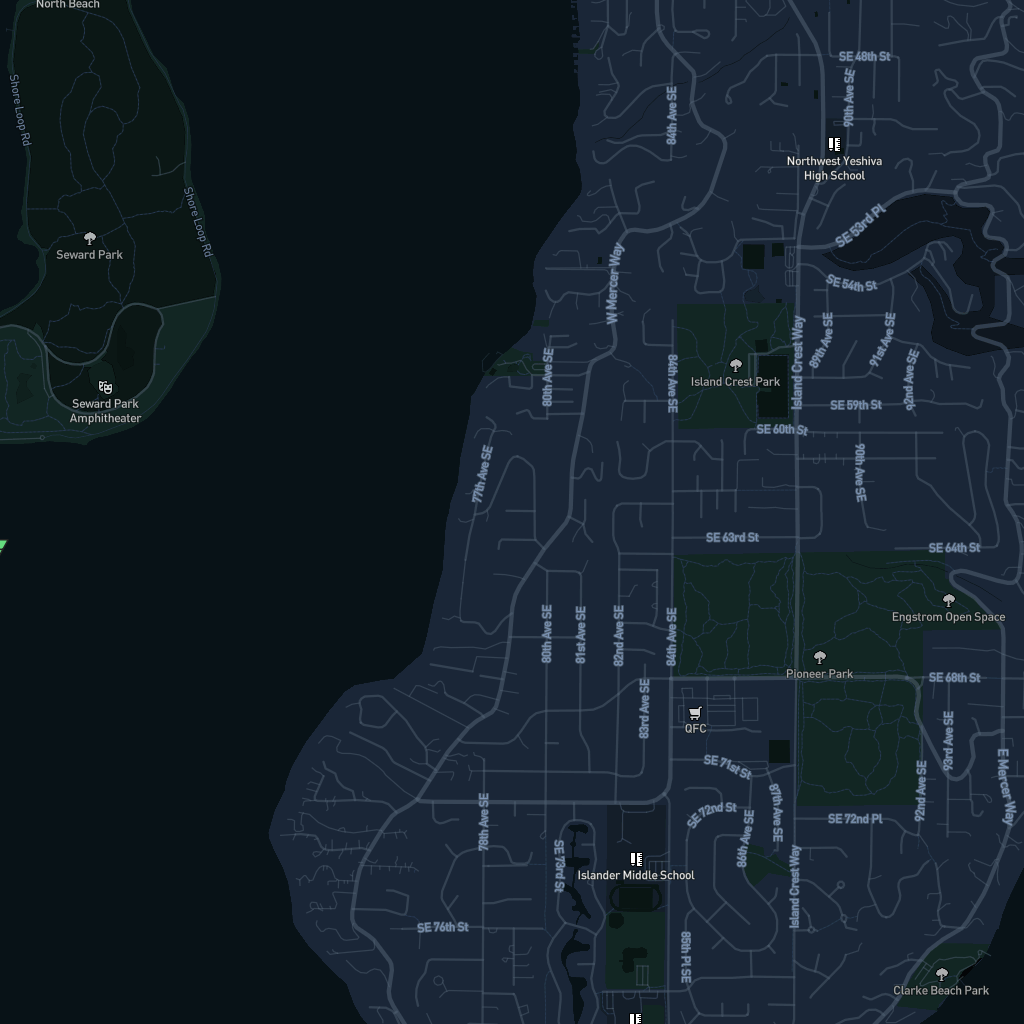 North Beach
SE 48th St
Shore Loop Rd
84th Ave SE
90th Ave SE
Northwest Yeshiva
High School
Shore Loop Rd
SE 53rd Pl
Seward Park
W Mercer Way
SE 54th St
Island Crest Way
89th Ave SE
91st Ave SE
80th Ave SE
84th Ave SE
Island Crest Park
92nd Ave SE
Seward Park
Amphitheater
SE 59th St
SE 60th St
77th Ave SE
90th Ave SE
SE 63rd St
SE 64th St
Engstrom Open Space
80th Ave SE
81st Ave SE
82nd Ave SE
84th Ave SE
Pioneer Park
SE 68th St
83rd Ave SE
QFC
93rd Ave SE
SE 71st St
E Mercer Way
92nd Ave SE
87th Ave SE
SE 72nd St
78th Ave SE
86th Ave SE
SE 72nd Pl
SE 73rd St
Islander Middle School
Island Crest Way
SE 76th St
85th Pl SE
Clarke Beach Park